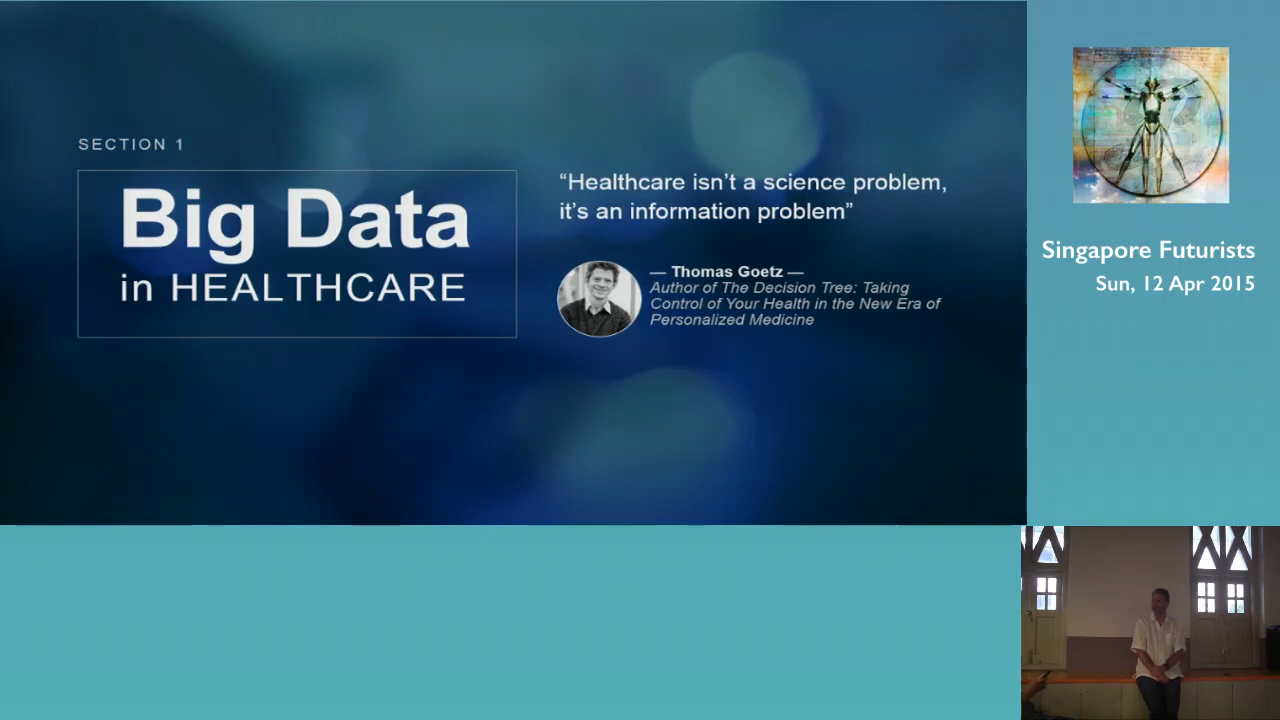 SECTION 1
Big Data
in HEALTHCARE
“Healthcare isn’t a science problem,
it’s an information problem”
— Thomas Goetz —
Author of The Decision Tree: Taking
Control of Your Health in the New Era of
Personalized Medicine
Singapore Futurists
Sun, 12 Apr 2015